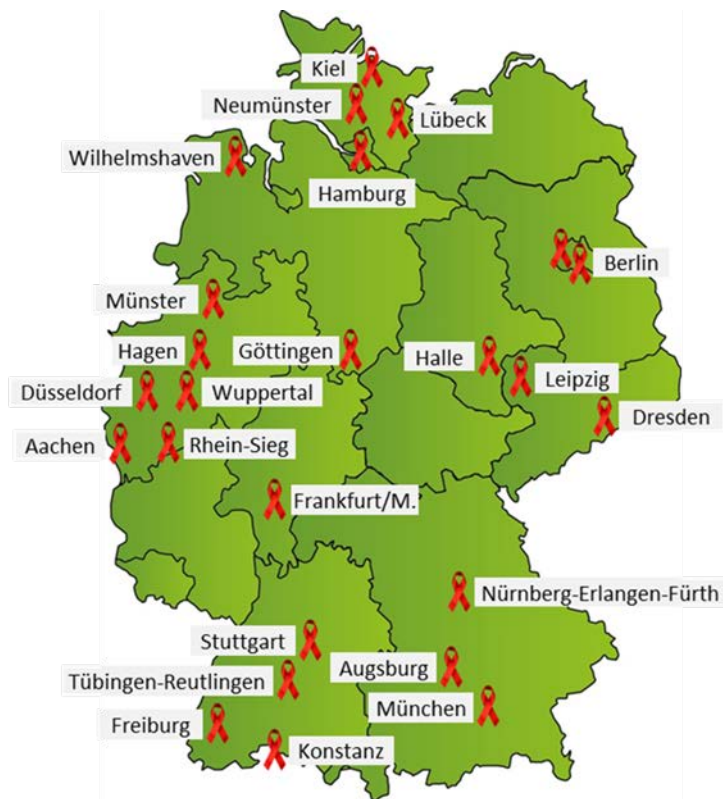 Kiel
Neumünster
Lübeck
Wilhelmshaven
Hamburg
Berlin
Münster
Hagen
Göttingen
Halle
Leipzig
Düsseldorf
Wuppertal
Dresden
Aachen
Rhein-Sieg
Frankfurt/M.
Nürnberg-Erlangen-Fürth
Stuttgart
Augsburg
Tübingen-Reutlingen
München
Freiburg
Konstanz